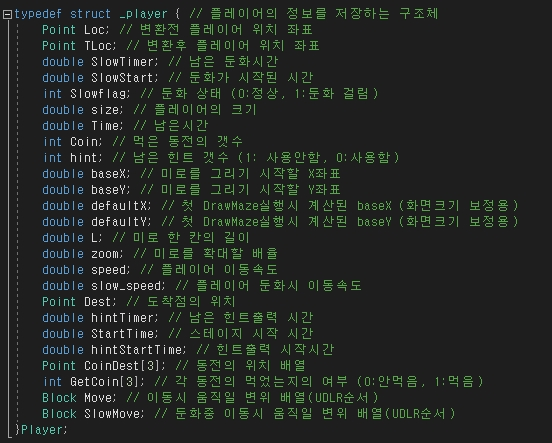 typedef struct _player { // 플레이어의 정보를 저장하는 구조체
Point Loc; // 변환전 플레이어 위치 좌표
Point TLoc; // 변환후 플레이어 위치 좌표
double SlowTimer; // 남은 둔화시간
double SlowStart; // 둔화가 시작된 시간
int Slowflag; // 둔화 상태 (0:정상, 1:둔화 걸림)
double size; // 플레이어의 크기
double Time; // 남은시간
int Coin; // 먹은 동전의 갯수
int hint; // 남은 힌트 갯수 (1: 사용안함, 0:사용함)
double baseX; // 미로를 그리기 시작할 X좌표
double baseY; // 미로를 그리기 시작할 Y좌표
double defaultX; // 첫 DrawMaze실행시 계산된 baseX (화면크기 보정용)
double defaultY; // 첫 DrawMaze실행시 계산된 baseY (화면크기 보정용)
double L; // 미로 한 칸의 길이
double zoom; // 미로를 확대할 배율
double speed; // 플레이어 이동속도
double slow_speed; // 플레이어 둔화시 이동속도
Point Dest; // 도착점의 위치
double hintTimer; // 남은 힌트출력 시간
double StartTime; // 스테이지 시작 시간
double hintStartTime; // 힌트출력 시작시간
Point CoinDest[3]; // 동전의 위치 배열
int GetCoin[3]; // 각 동전의 먹었는지의 여부 (0:안먹음, 1:먹음)
Block Move; // 이동시 움직일 변위 배열(UDLR순서)
Block SlowMove; // 둔화중 이동시 움직일 변위 배열(UDLR순서)
}Player;